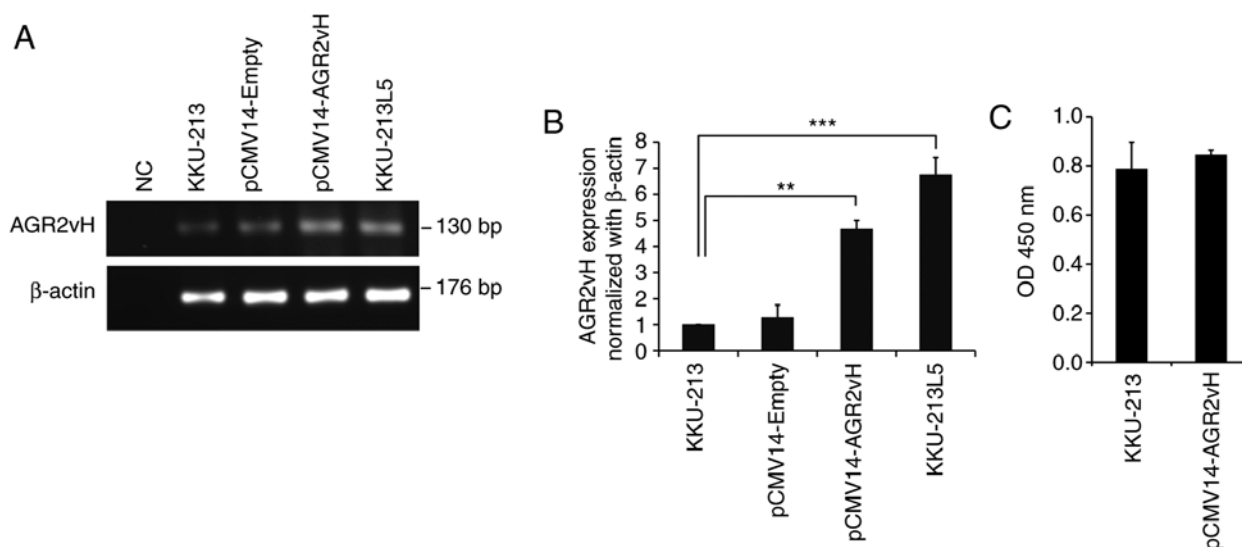 A
NC
KKU-213
pCMV14-Empty
pCMV14-AGR2vH
KKU-213L5
AGR2vH
130 bp
β-actin
176 bp
B
AGR2vH expression
normalized with β-actin
8
7
6
5
4
3
2
1
0
***
**
KKU-213
pCMV14-Empty
pCMV14-AGR2vH
KKU-213L5
C
OD 450 nm
1.0
0.8
0.6
0.4
0.2
0.0
KKU-213
pCMV14-AGR2vH